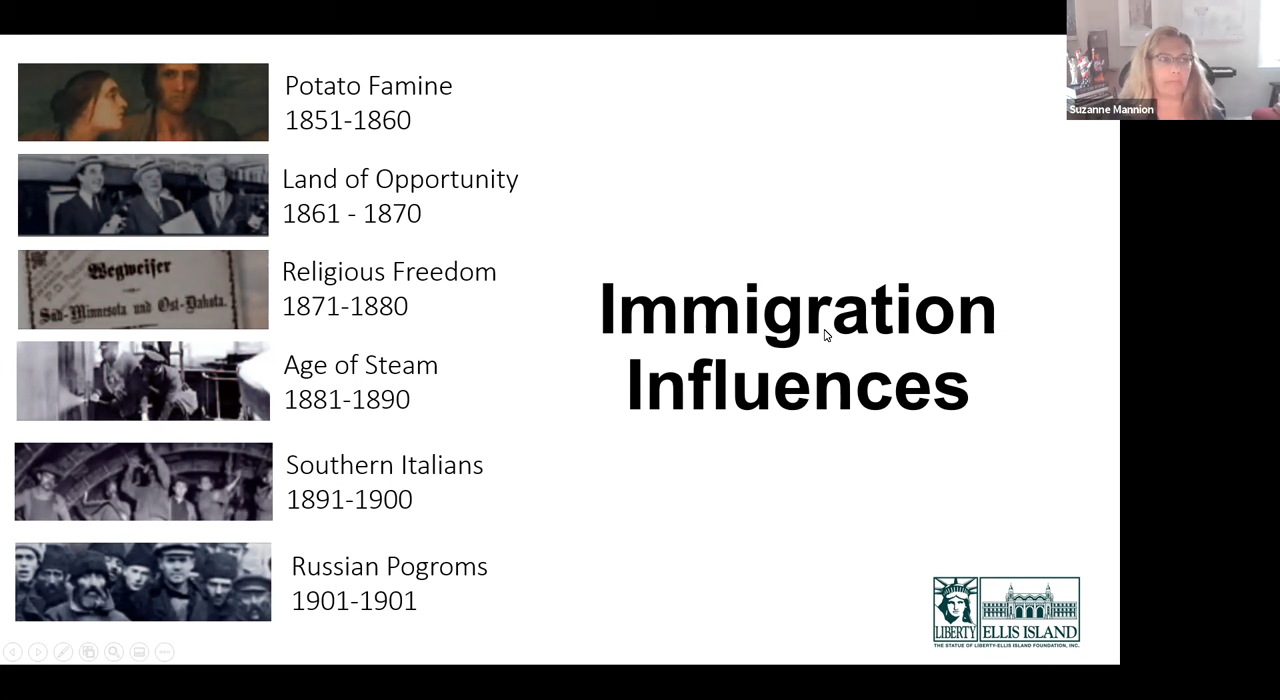 Potato Famine
1851-1860
Land of Opportunity
1861 - 1870
Wegweiser
Süd-Minnesota und Ost-Dakota.
Religious Freedom
1871-1880
Age of Steam
1881-1890
Southern Italians
1891-1900
Russian Pogroms
1901-1901
Immigration
Influences
Suzanne Mannion
LIBERTY ELLIS ISLAND
THE STATUE OF LIBERTY-ELLIS ISLAND FOUNDATION, INC.